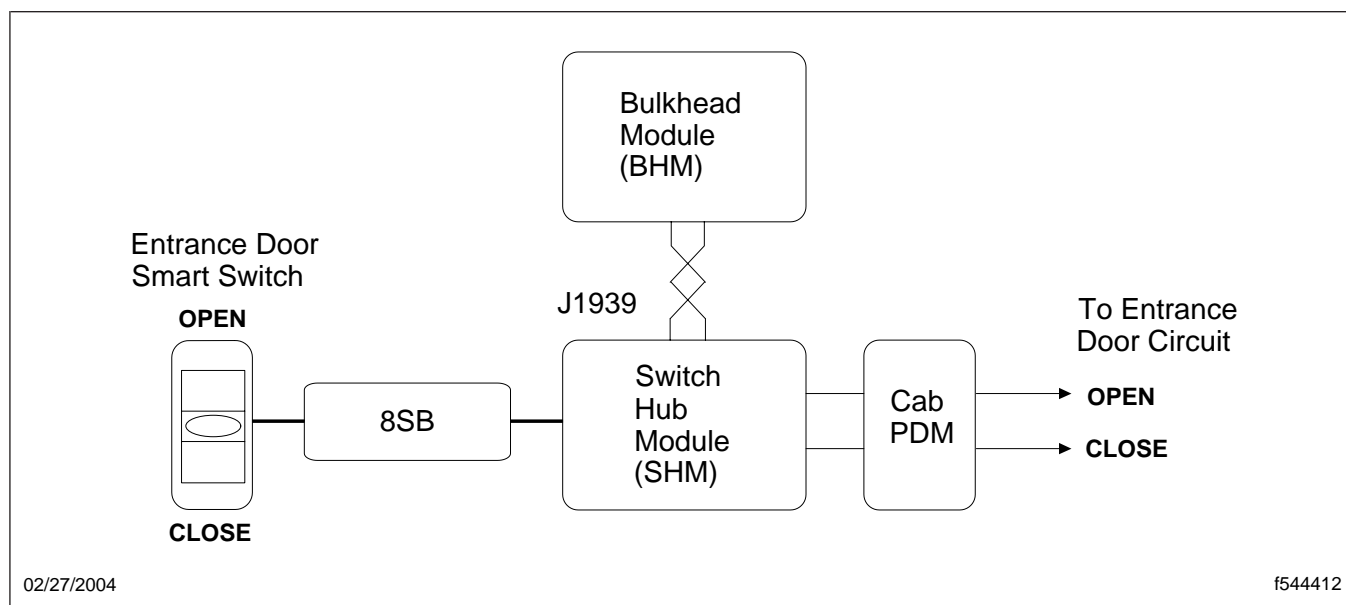 Bulkhead
Module
(BHM)
Entrance Door
Smart Switch
OPEN
CLOSE
8SB
J1939
Switch
Hub
Module
(SHM)
Cab
PDM
To Entrance
Door Circuit
OPEN
CLOSE
02/27/2004
f544412